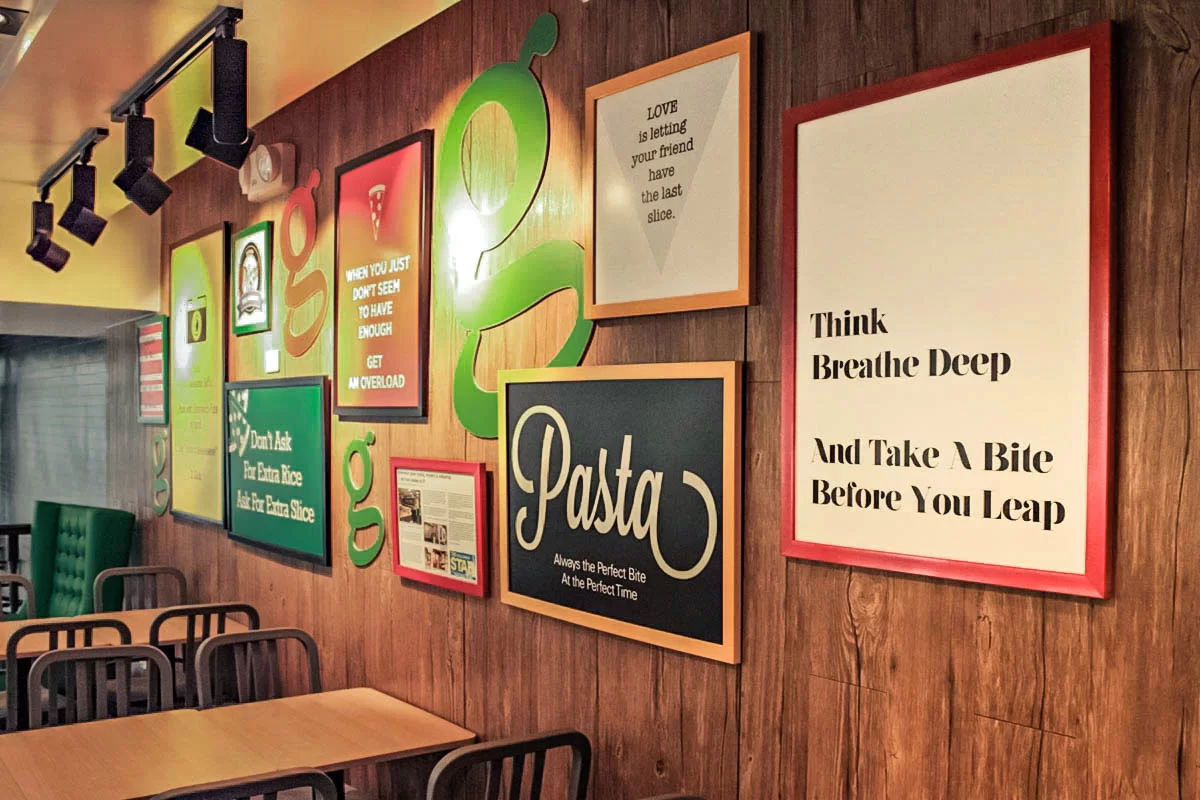 WHEN YOU JUST
DON'T SEEM
TO HAVE
ENOUGH
GET
AN OVERLOAD
Don't Ask
For Extra Rice
Ask For Extra Slice
g
g
g
g
STAR
LOVE
is letting
your friend
have
the last
slice.
Pasta
Always the Perfect Bite
At the Perfect Time
Think
Breathe Deep
And Take A Bite
Before You Leap